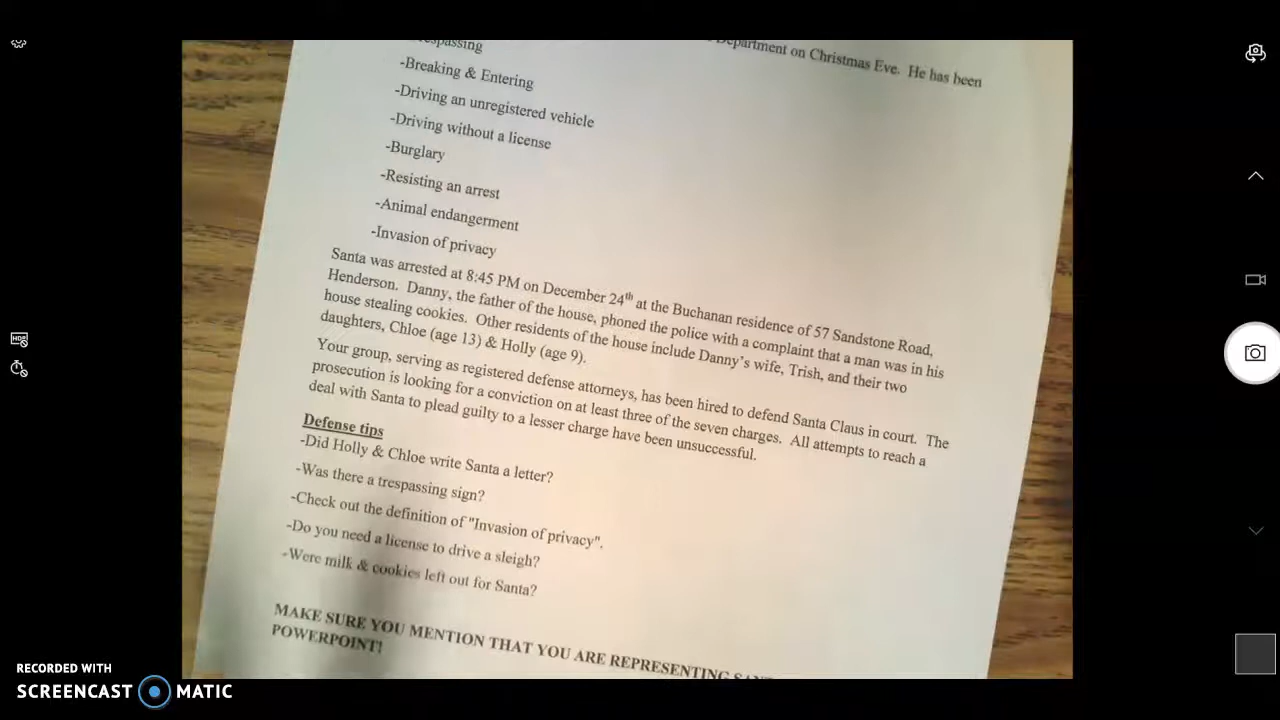 Department on Christmas Eve. He has been
-Breaking & Entering
-Driving an unregistered vehicle
-Driving without a license
-Burglary
-Resisting an arrest
-Animal endangerment
-Invasion of privacy
Santa was arrested at 8:45 PM on December 24th at the Buchanan residence of 57 Sandstone Road,
Henderson. Danny, the father of the house, phoned the police with a complaint that a man was in his
house stealing cookies. Other residents of the house include Danny's wife, Trish, and their two
daughters, Chloe (age 13) & Holly (age 9).
Your group, serving as registered defense attorneys, has been hired to defend Santa Claus in court. The
prosecution is looking for a conviction on at least three of the seven charges. All attempts to reach a
deal with Santa to plead guilty to a lesser charge have been unsuccessful.
Defense tips
-Did Holly & Chloe write Santa a letter?
-Was there a trespassing sign?
-Check out the definition of "Invasion of privacy".
-Do you need a license to drive a sleigh?
-Were milk & cookies left out for Santa?
MAKE SURE YOU MENTION THAT YOU ARE REPRESENTING
POWERPOINT!
RECORDED WITH
SCREENCAST MATIC